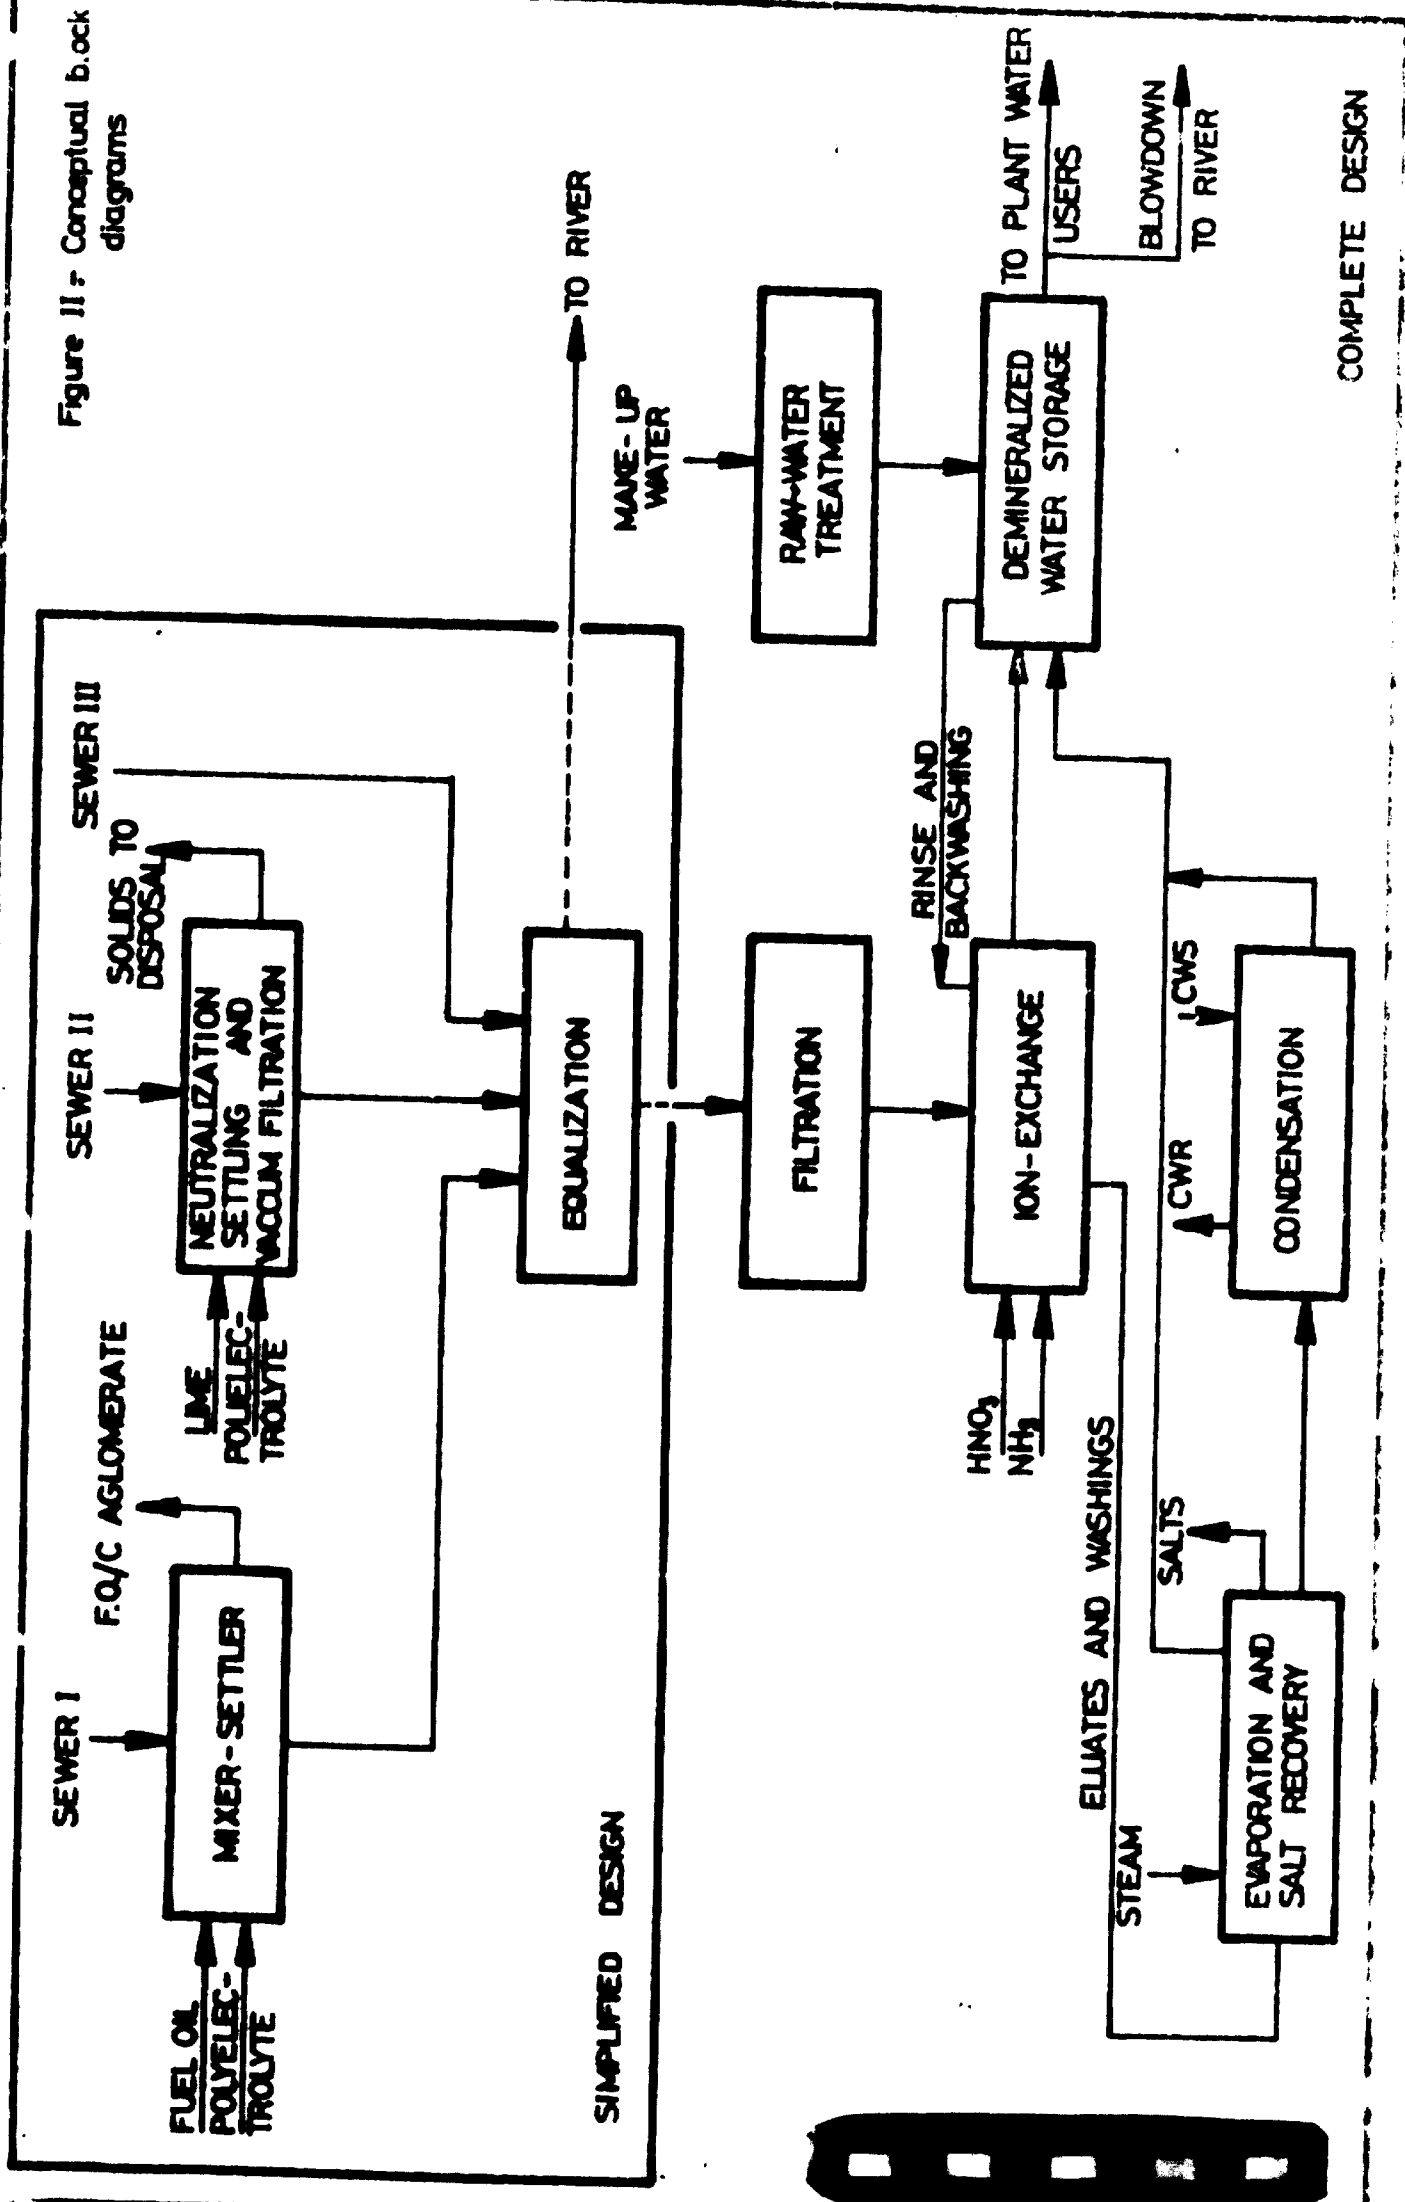 Figure II - Conceptual b.ock
diagrams
SEWER I
SEWER II
SEWER III
F.O./C AGLOMERATE
SOLIDS TO
DISPOSAL
FUEL OIL
POLYELEC-
TROLYTE
MIXER-SETTLER
LIME
POLIELEC-
TROLYTE
NEUTRALIZATION
SETTLING AND
VACCUM FILTRATION
EQUALIZATION
TO RIVER
SIMPLIFIED DESIGN
MAKE-UP
WATER
RAW-WATER
TREATMENT
FILTRATION
RINSE AND
BACKWASHING
HNO3
NH3
ION-EXCHANGE
DEMINERALIZED
WATER STORAGE
TO PLANT WATER
USERS
BLOWDOWN
TO RIVER
ELUATES AND WASHINGS
STEAM
SALTS
CWR
CWS
EVAPORATION AND
SALT RECOVERY
CONDENSATION
COMPLETE DESIGN